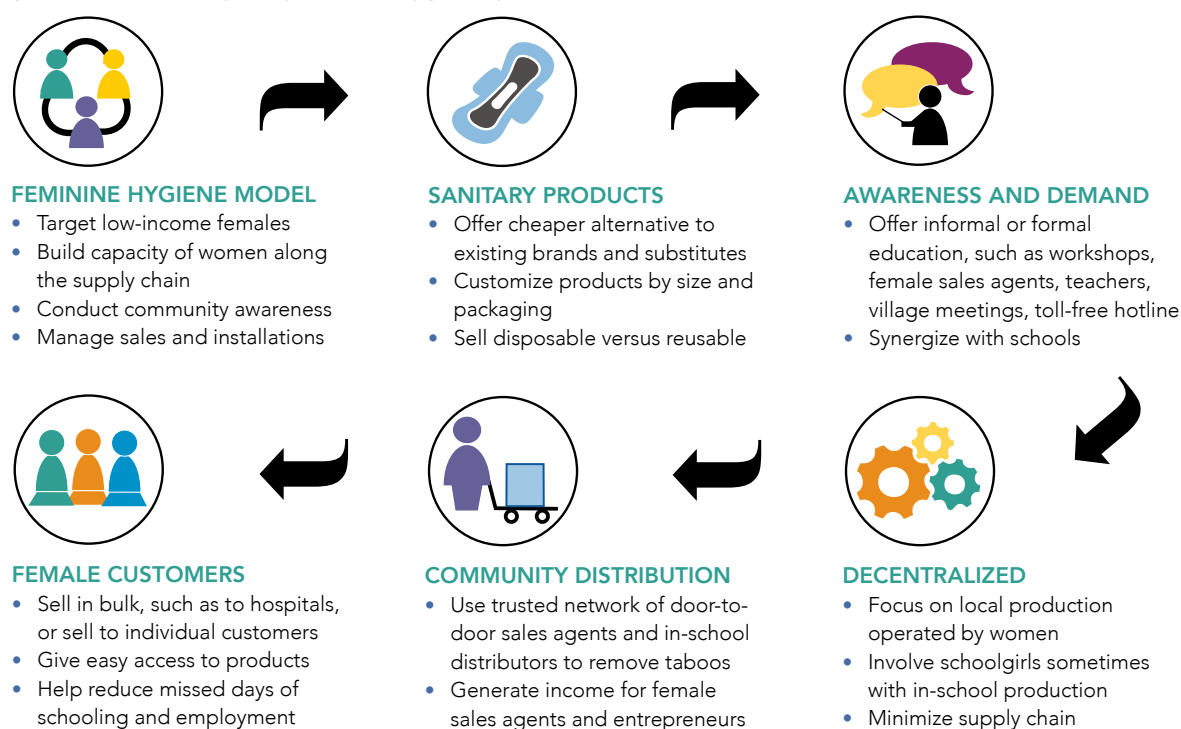 FEMININE HYGIENE MODEL
• Target low-income females
• Build capacity of women along
the supply chain
• Conduct community awareness
• Manage sales and installations
SANITARY PRODUCTS
• Offer cheaper alternative to
existing brands and substitutes
• Customize products by size and
packaging
• Sell disposable versus reusable
AWARENESS AND DEMAND
• Offer informal or formal
education, such as workshops,
female sales agents, teachers,
village meetings, toll-free hotline
• Synergize with schools
FEMALE CUSTOMERS
• Sell in bulk, such as to hospitals,
or sell to individual customers
• Give easy access to products
• Help reduce missed days of
schooling and employment
COMMUNITY DISTRIBUTION
• Use trusted network of door-to-
door sales agents and in-school
distributors to remove taboos
• Generate income for female
sales agents and entrepreneurs
DECENTRALIZED
• Focus on local production
operated by women
• Involve schoolgirls sometimes
with in-school production
• Minimize supply chain